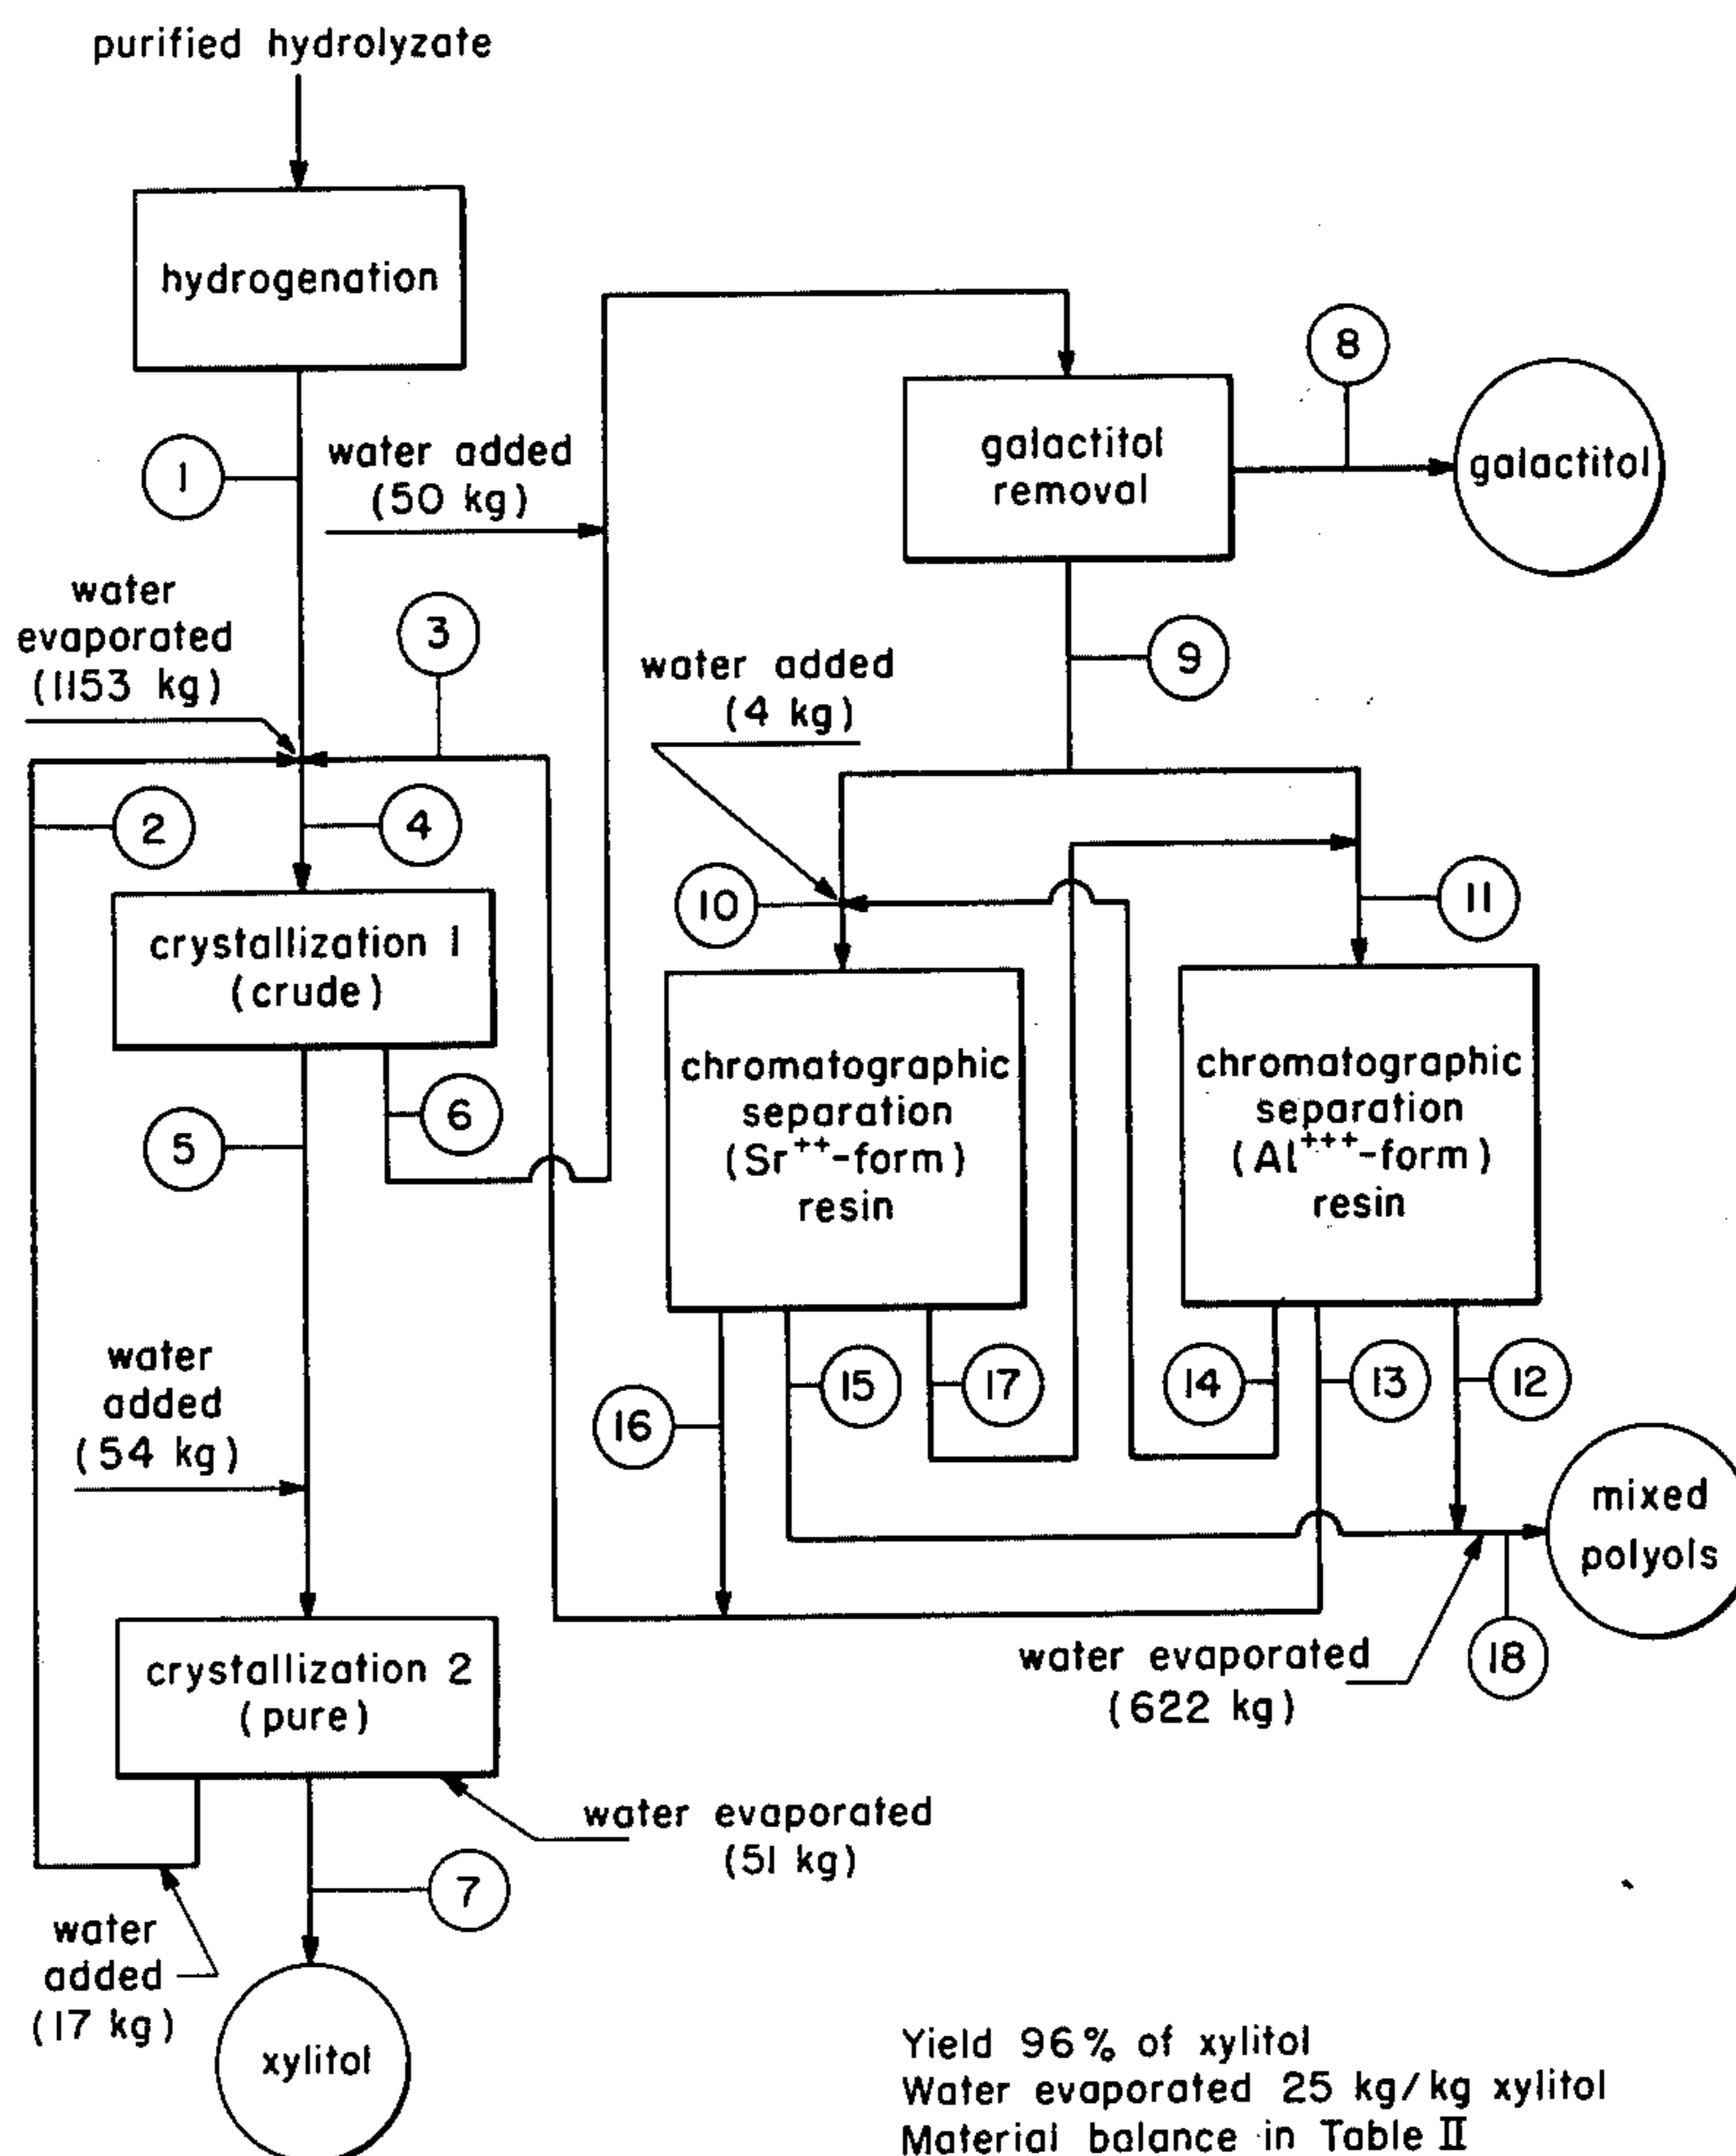 purified hydrolyzate
hydrogenation
1
water added
(50 kg)
galactitol
removal
8
galactitol
water
evaporated
(1153 kg)
3
9
water added
(4 kg)
2
4
10
11
crystallization 1
(crude)
5
6
chromatographic
separation
(Sr++-form)
resin
chromatographic
separation
(Al+++-form)
resin
water
added
(54 kg)
16
15
17
14
13
12
mixed
polyols
18
water evaporated
(622 kg)
crystallization 2
(pure)
water evaporated
(51 kg)
7
water
added
(17 kg)
xylitol
Yield 96% of xylitol
Water evaporated 25 kg/kg xylitol
Material balance in Table II